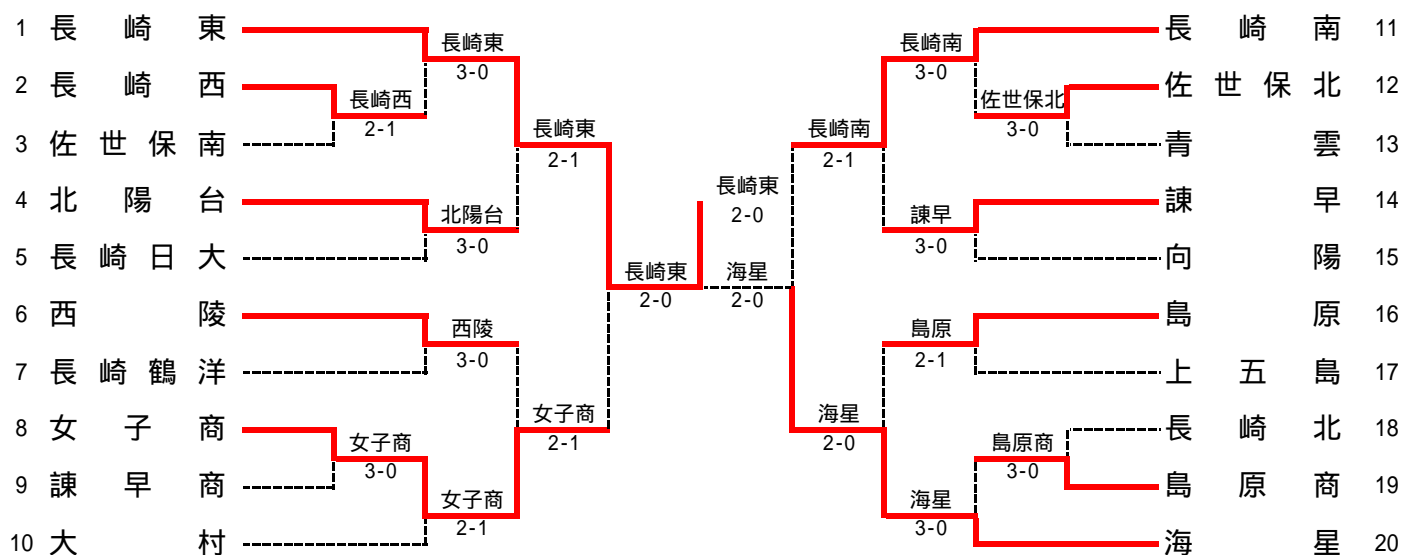 1 長崎東
長崎東
3-0
2 長崎西
長崎西
2-1
3 佐世保南
長崎東
2-1
4 北陽台
北陽台
3-0
5 長崎日大
長崎東
2-0
6 西陵
西陵
3-0
7 長崎鶴洋
女子商
2-1
8 女子商
女子商
3-0
9 諫早商
女子商
2-1
10 大村
長崎東
2-0
海星
2-0
長崎南 11
長崎南
3-0
佐世保北 12
佐世保北
3-0
青雲 13
長崎南
2-1
諫早 14
諫早
3-0
向陽 15
島原 16
島原
2-1
上五島 17
海星
2-0
長崎北 18
島原商
3-0
島原商 19
海星
3-0
海星 20